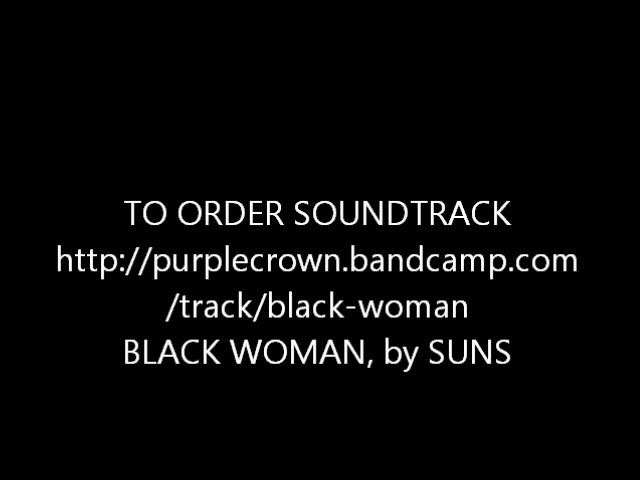 TO ORDER SOUNDTRACK
http://purplecrown.bandcamp.com
/track/black-woman
BLACK WOMAN, by SUNS